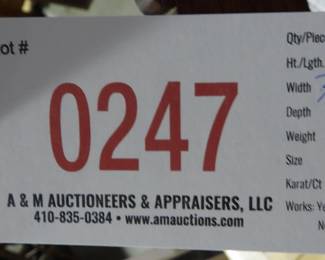 ot #
0247
A & M AUCTIONEERS & APPRAISERS, LLC
410-835-0384 • www.amauctions.com
Qty/Piec
Ht./Lgth.
Width
Depth
Weight
Size
Karat/Ct
Works: Ye
N